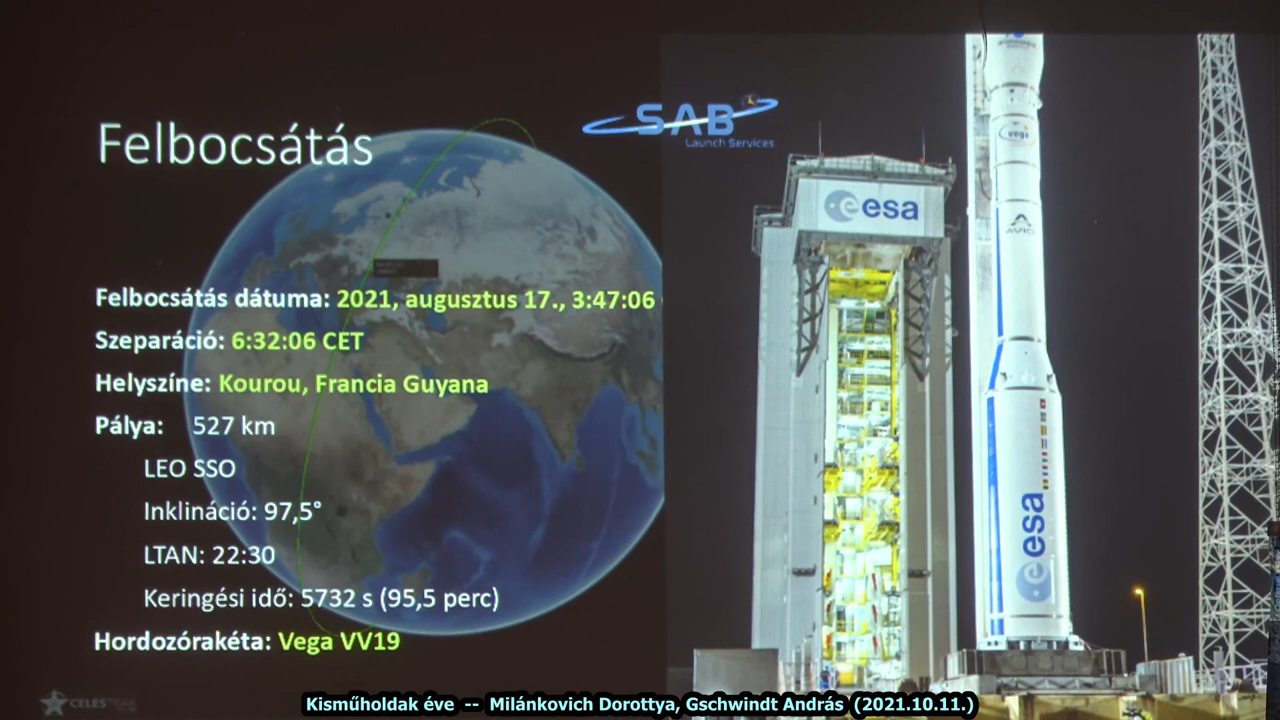 SAB
Launch Services
Felbocsátás
esa
vega
AVIO
Felbocsátás dátuma: 2021, augusztus 17., 3:47:06
Szeparáció: 6:32:06 CET
Helyszíne: Kourou, Francia Guyana
Pálya: 527 km
LEO SSO
Inklináció: 97,5°
LTAN: 22:30
Keringési idő: 5732 s (95,5 perc)
Hordozórakéta: Vega VV19
esa
CELESTRAK
Kisműholdak éve -- Milánkovich Dorottya, Gschwindt András (2021.10.11.)